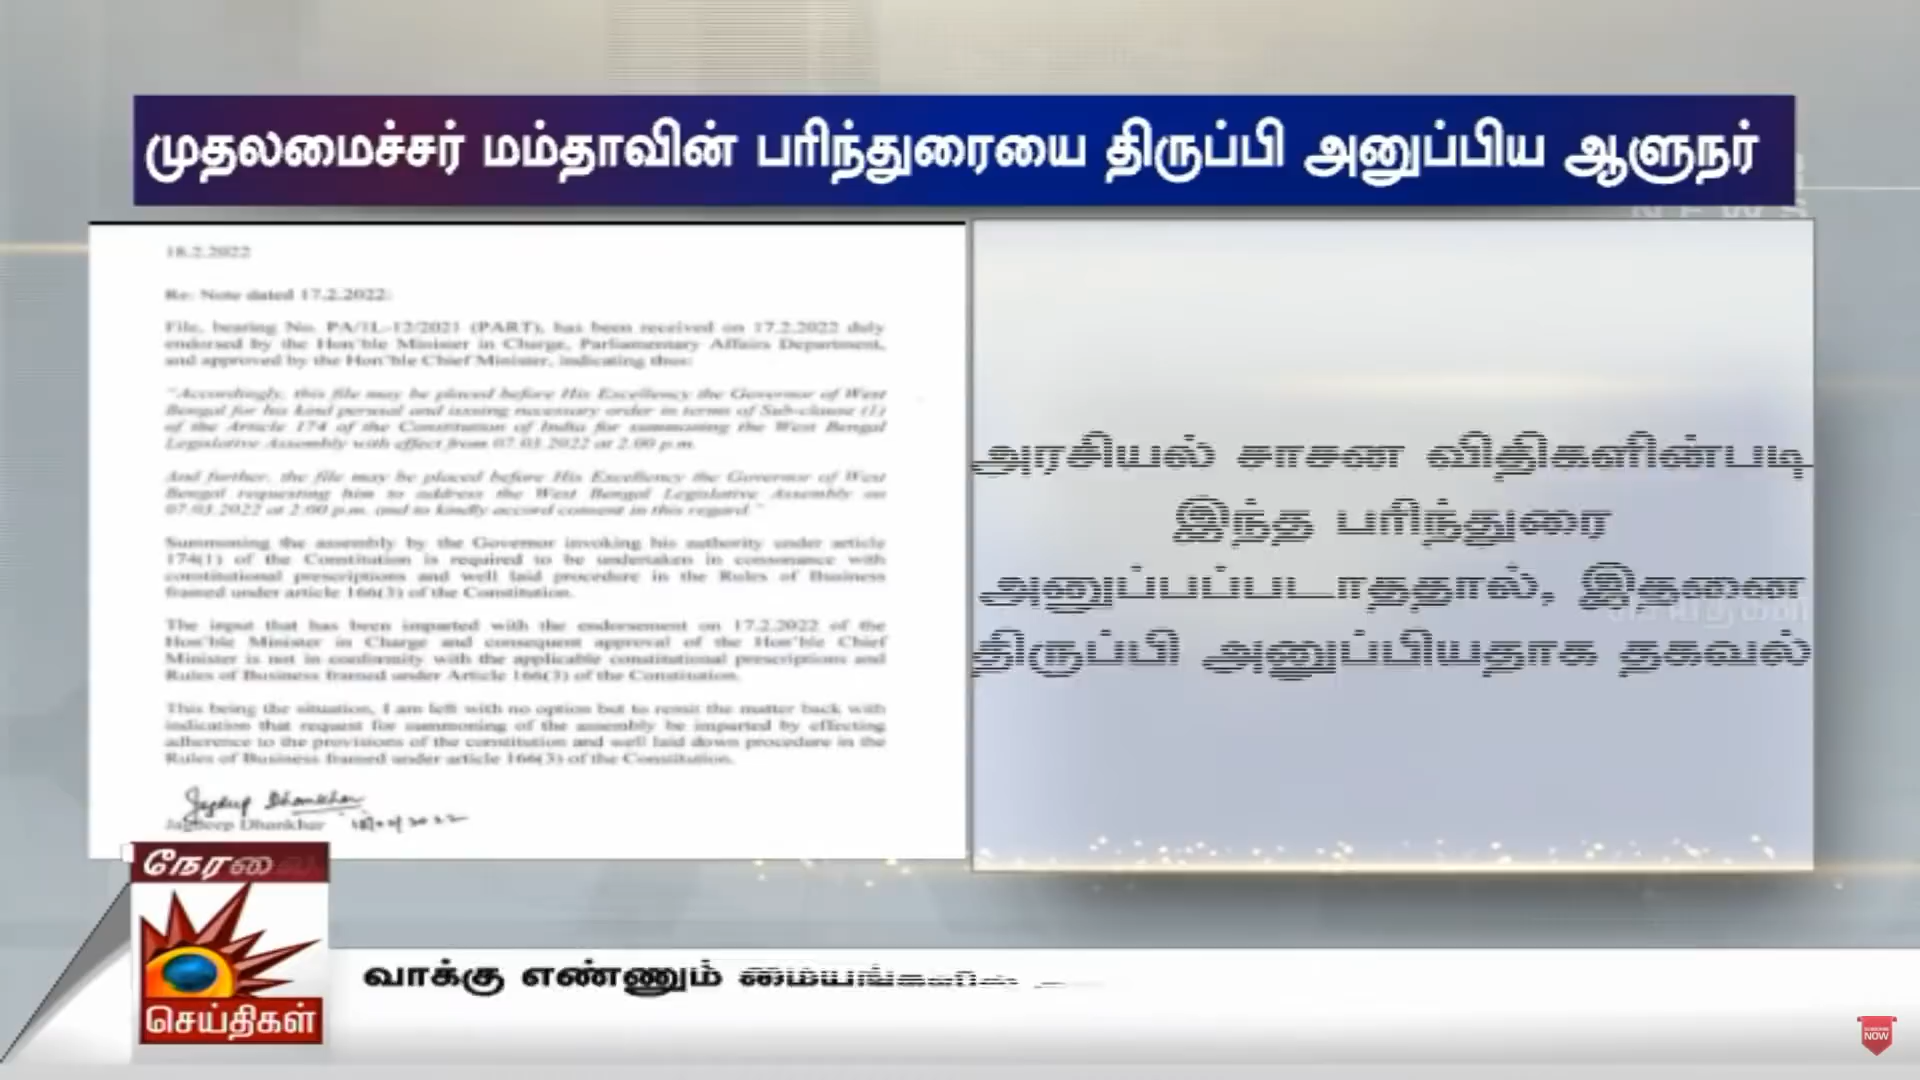 முதலமைச்சர் மம்தாவின் பரிந்துரையை திருப்பி அனுப்பிய ஆளுநர்
NEWS
18.2.2022
Re: Note dated 17.2.2022:
File, bearing No. PA/1L-12/2021 (PART), has been received on 17.2.2022 duly
endorsed by the Hon'ble Minister in Charge, Parliamentary Affairs Department,
and approved by the Hon'ble Chief Minister, indicating thus:
"Accordingly, this file may be placed before His Excellency the Governor of West
Bengal for his kind perusal and issuing necessary order in terms of Sub-clause (1)
of the Article 174 of the Constitution of India for summoning the West Bengal
Legislative Assembly with effect from 07.03.2022 at 2.00 p.m.
And further, the file may be placed before His Excellency the Governor of West
Bengal requesting him to address the West Bengal Legislative Assembly on
07.03.2022 at 2:00 p.m. and to kindly accord consent in this regard."
Summoning the assembly by the Governor invoking his authority under article
174(1) of the Constitution is required to be undertaken in consonance with
constitutional prescriptions and well laid procedure in the Rules of Business
framed under article 166(3) of the Constitution.
The input that has been imparted with the endorsement on 17.2.2022 of the
Hon'ble Minister in Charge and consequent approval of the Hon'ble Chief
Minister is not in conformity with the applicable constitutional prescriptions and
Rules of Business framed under Article 166(3) of the Constitution.
This being the situation, I am left with no option but to remit the matter back with
indication that request for summoning of the assembly be imparted by effecting
adherence to the provisions of the constitution and well laid down procedure in the
Rules of Business framed under article 166(3) of the Constitution.
Jagdeep Dhankhar
Jagdeep Dhankhar 18/02/2022
அரசியல் சாசன விதிகளின்படி
இந்த பரிந்துரை
அனுப்பப்படாததால், இதனை
திருப்பி அனுப்பியதாக தகவல்
செய்திகள்
நேரலை
செய்திகள்
வாக்கு எண்ணும் மையங்களில்
SUBSCRIBE
NOW